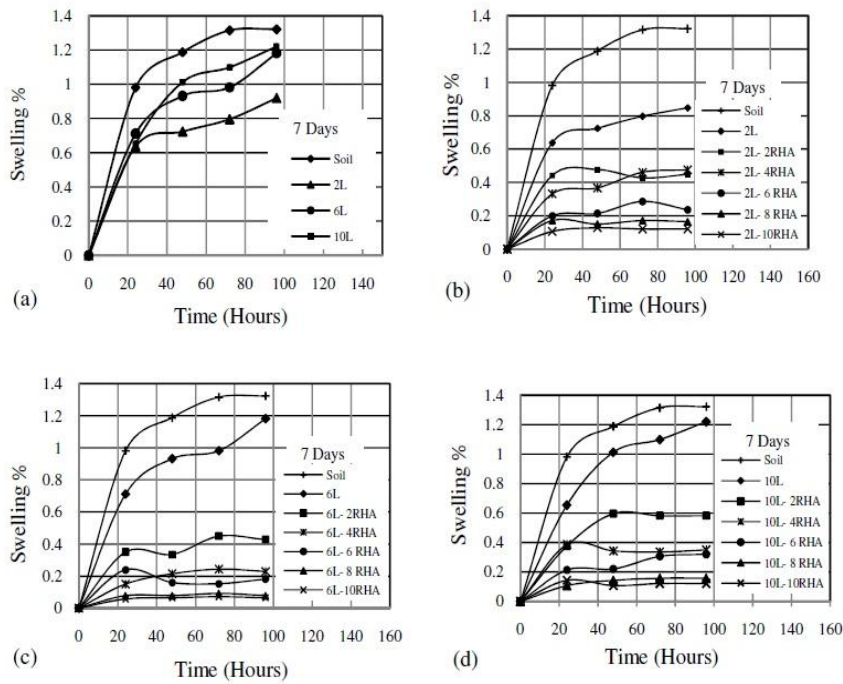 1.4
1.2
1
0.8
0.6
0.4
0.2
0
Swelling %
7 Days
Soil
2L
6L
10L
0 20 40 60 80 100 120 140
Time (Hours)
(a)
1.4
1.2
1
0.8
0.6
0.4
0.2
0
Swelling %
7 Days
Soil
2L
2L- 2RHA
2L- 4RHA
2L- 6 RHA
2L- 8 RHA
2L-10RHA
0 20 40 60 80 100 120 140 160
Time (Hours)
(b)
1.4
1.2
1
0.8
0.6
0.4
0.2
0
Swelling %
7 Days
Soil
6L
6L- 2RHA
6L- 4RHA
6L- 6 RHA
6L- 8 RHA
6L-10RHA
0 20 40 60 80 100 120 140 160
Time (Hours)
(c)
1.4
1.2
1
0.8
0.6
0.4
0.2
0
Swelling %
7 Days
Soil
10L
10L- 2RHA
10L- 4RHA
10L- 6 RHA
10L- 8 RHA
10L-10RHA
0 20 40 60 80 100 120 140 160
Time (Hours)
(d)